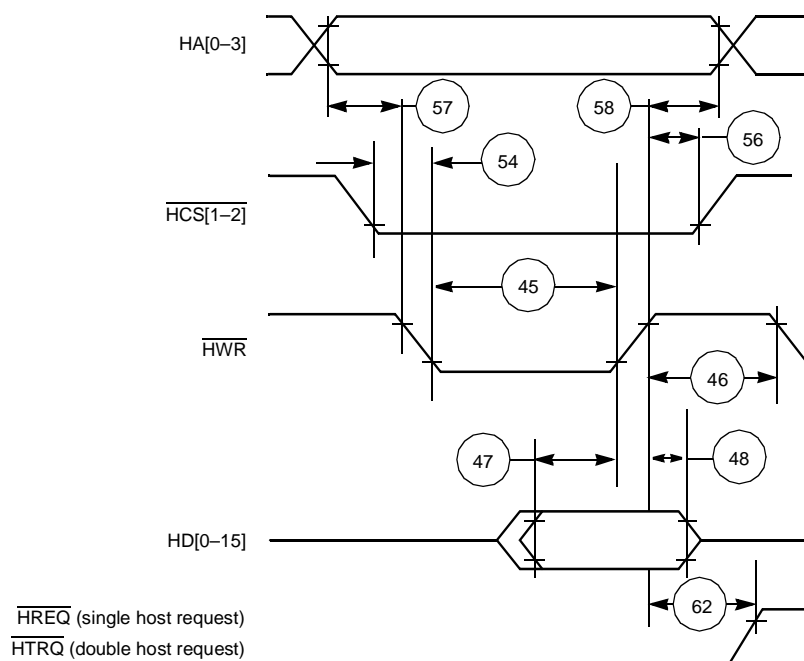 HA[0–3]
57
58
56
54
HCS[1–2]
45
HWR
46
47
48
HD[0–15]
62
HREQ (single host request)
HTRQ (double host request)